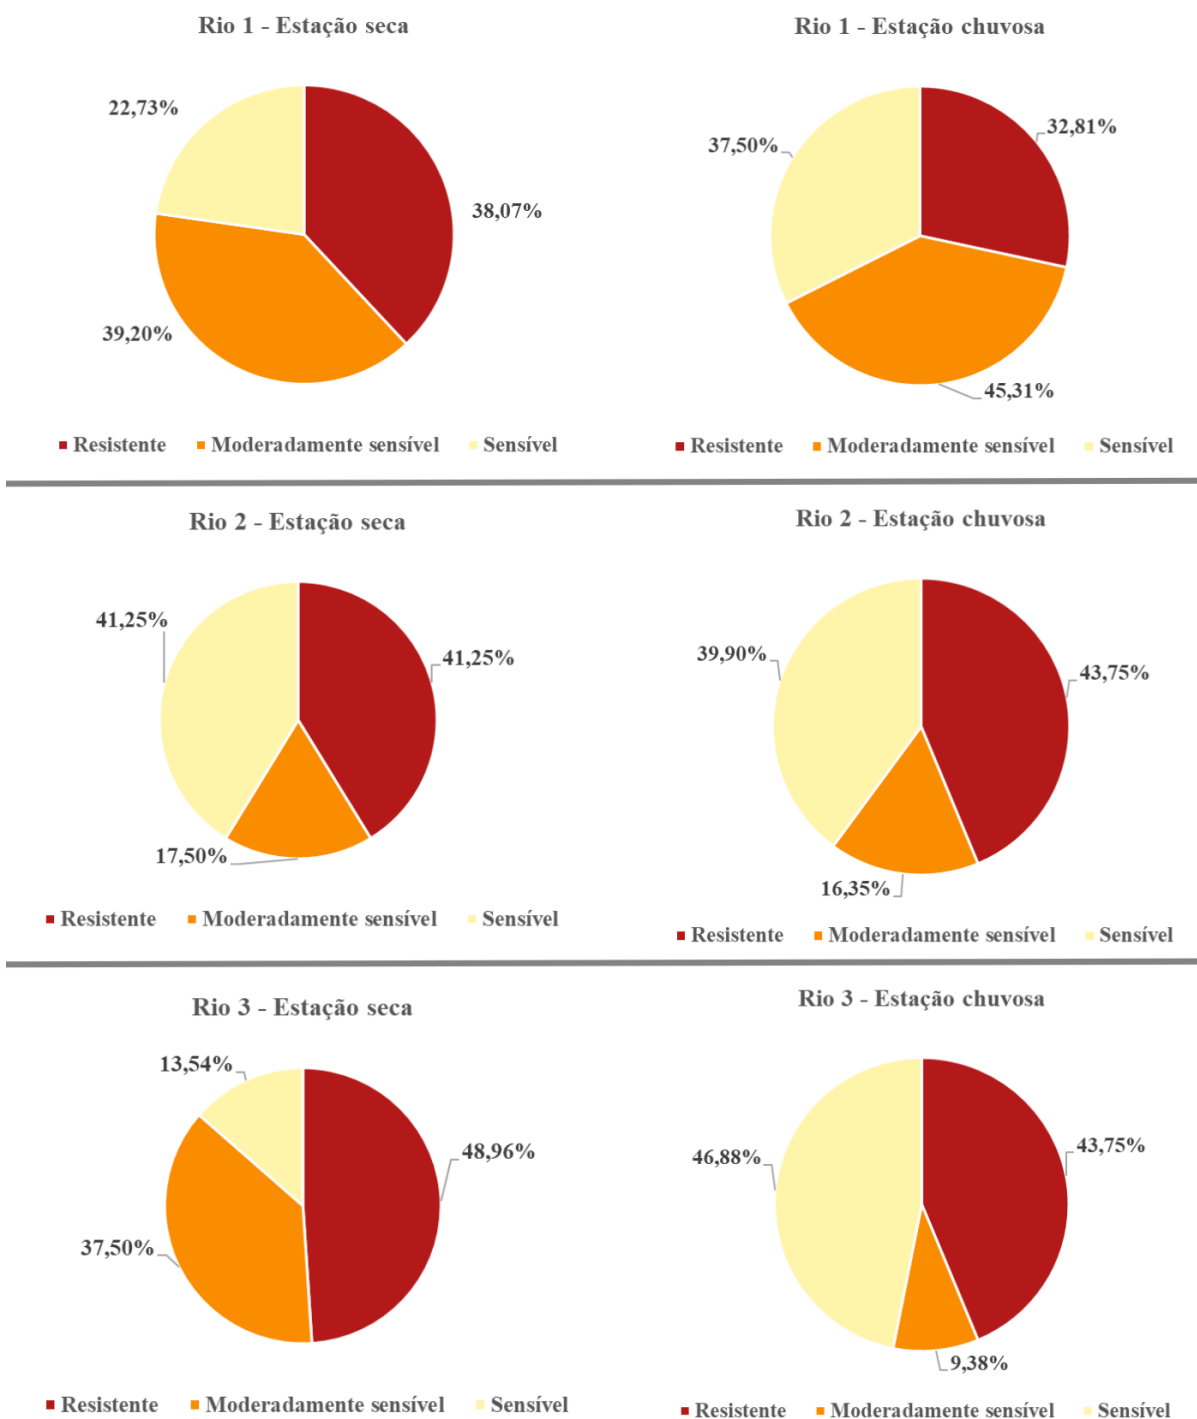 Rio 1 - Estação seca
22,73%
38,07%
39,20%
Resistente Moderadamente sensível Sensível
Rio 1 - Estação chuvosa
37,50%
32,81%
45,31%
Resistente Moderadamente sensível Sensível
Rio 2 - Estação seca
41,25%
41,25%
17,50%
Resistente Moderadamente sensível Sensível
Rio 2 - Estação chuvosa
39,90%
43,75%
16,35%
Resistente Moderadamente sensível Sensível
Rio 3 - Estação seca
13,54%
48,96%
37,50%
Resistente Moderadamente sensível Sensível
Rio 3 - Estação chuvosa
46,88%
43,75%
9,38%
Resistente Moderadamente sensível Sensível